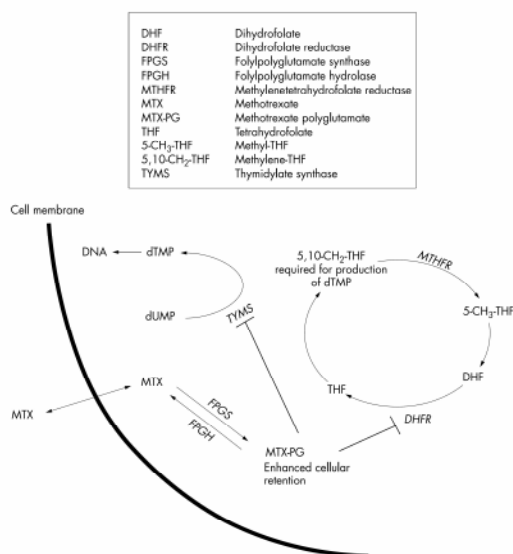 DHF Dihydrofolate
DHFR Dihydrofolate reductase
FPGS Folylpolyglutamate synthase
FPGH Folylpolyglutamate hydrolase
MTHFR Methylenetetrahydrofolate reductase
MTX Methotrexate
MTX-PG Methotrexate polyglutamate
THF Tetrahydrofolate
5-CH₃-THF Methyl-THF
5,10-CH₂-THF Methylene-THF
TYMS Thymidylate synthase
Cell membrane
DNA
dTMP
dUMP
TYMS
5,10-CH₂-THF
required for production
of dTMP
MTHFR
5-CH₃-THF
DHF
THF
DHFR
MTX
MTX
FPGS
FPGH
MTX-PG
Enhanced cellular
retention